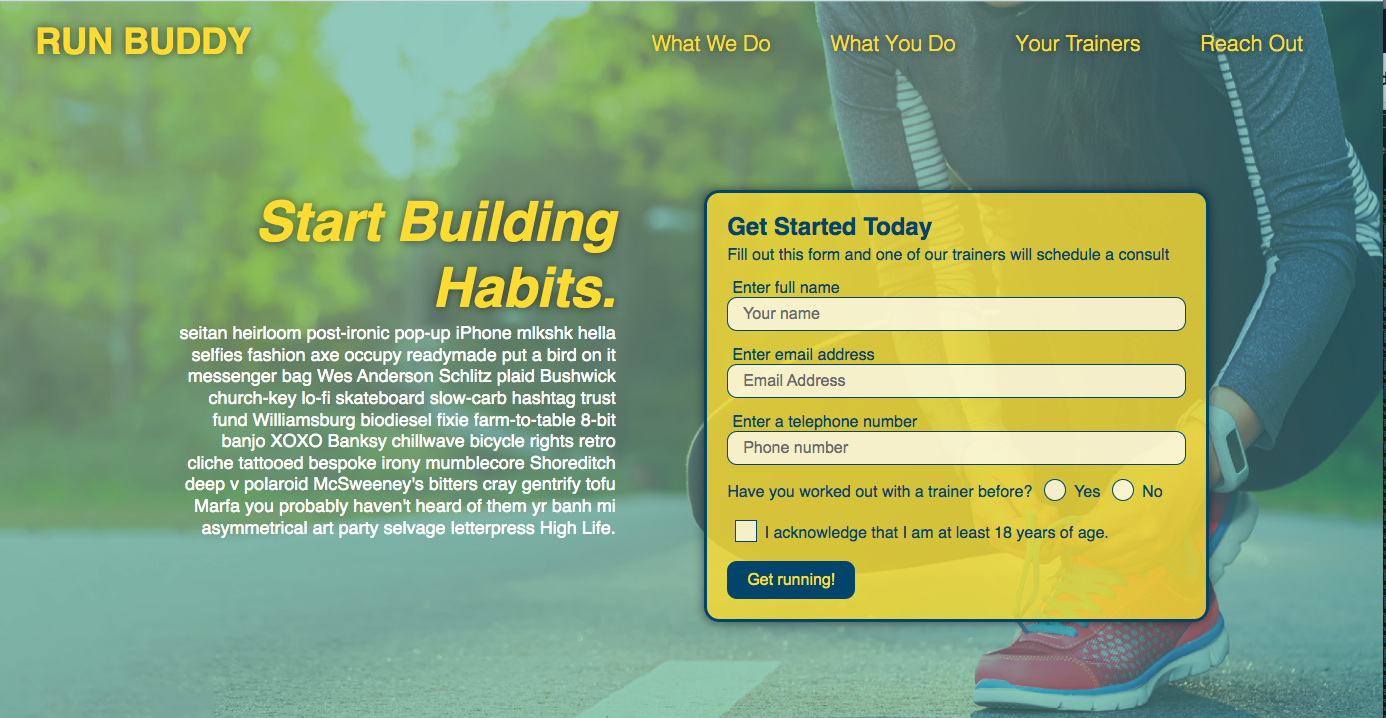 RUN BUDDY
What We Do
What You Do
Your Trainers
Reach Out
Start Building
Habits.
seitan heirloom post-ironic pop-up iPhone mlkshk hella
selfies fashion axe occupy readymade put a bird on it
messenger bag Wes Anderson Schlitz plaid Bushwick
church-key lo-fi skateboard slow-carb hashtag trust
fund Williamsburg biodiesel fixie farm-to-table 8-bit
banjo XOXO Banksy chillwave bicycle rights retro
cliche tattooed bespoke irony mumblecore Shoreditch
deep v polaroid McSweeney's bitters cray gentrify tofu
Marfa you probably haven't heard of them yr banh mi
asymmetrical art party selvage letterpress High Life.
Get Started Today
Fill out this form and one of our trainers will schedule a consult
Enter full name
Your name
Enter email address
Email Address
Enter a telephone number
Phone number
Have you worked out with a trainer before? Yes No
I acknowledge that I am at least 18 years of age.
Get running!